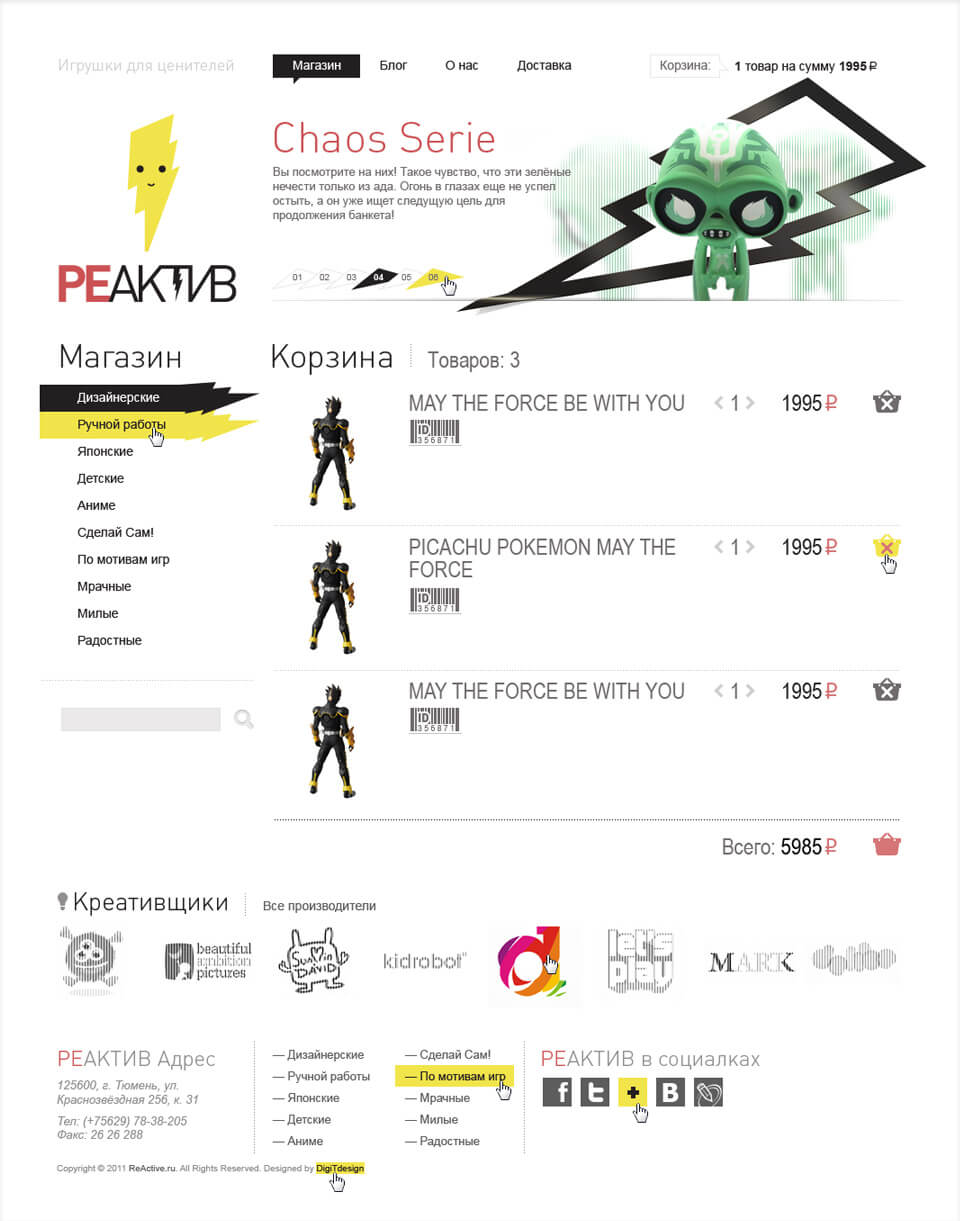 Игрушки для ценителей
Магазин Блог О нас Доставка
Корзина: 1 товар на сумму 1995 ₽
РЕАКТИВ
Chaos Serie
Вы посмотрите на них! Такое чувство, что эти зелёные
нечести только из ада. Огонь в глазах еще не успел
остыть, а он уже ищет следущую цель для
продолжения банкета!
01 02 03 04 05 06
Магазин
Дизайнерские
Ручной работы
Японские
Детские
Аниме
Сделай Сам!
По мотивам игр
Мрачные
Милые
Радостные
Корзина Товаров: 3
MAY THE FORCE BE WITH YOU 1 1995 ₽
ID
356871
PICACHU POKEMON MAY THE 1 1995 ₽
FORCE
ID
356871
MAY THE FORCE BE WITH YOU 1 1995 ₽
ID
356871
Всего: 5985 ₽
Креативщики Все производители
beautiful
ambition
pictures
SunMin
DAVID
kidrobot
d
let's
play
MARK
РЕАКТИВ Адрес
125600, г. Тюмень, ул.
Краснозвёздная 256, к. 31
Тел: (+75629) 78-38-205
Факс: 26 26 288
— Дизайнерские
— Ручной работы
— Японские
— Детские
— Аниме
— Сделай Сам!
— По мотивам игр
— Мрачные
— Милые
— Радостные
РЕАКТИВ в социалках
f t B
Copyright © 2011 ReActive.ru. All Rights Reserved. Designed by DigiTdesign